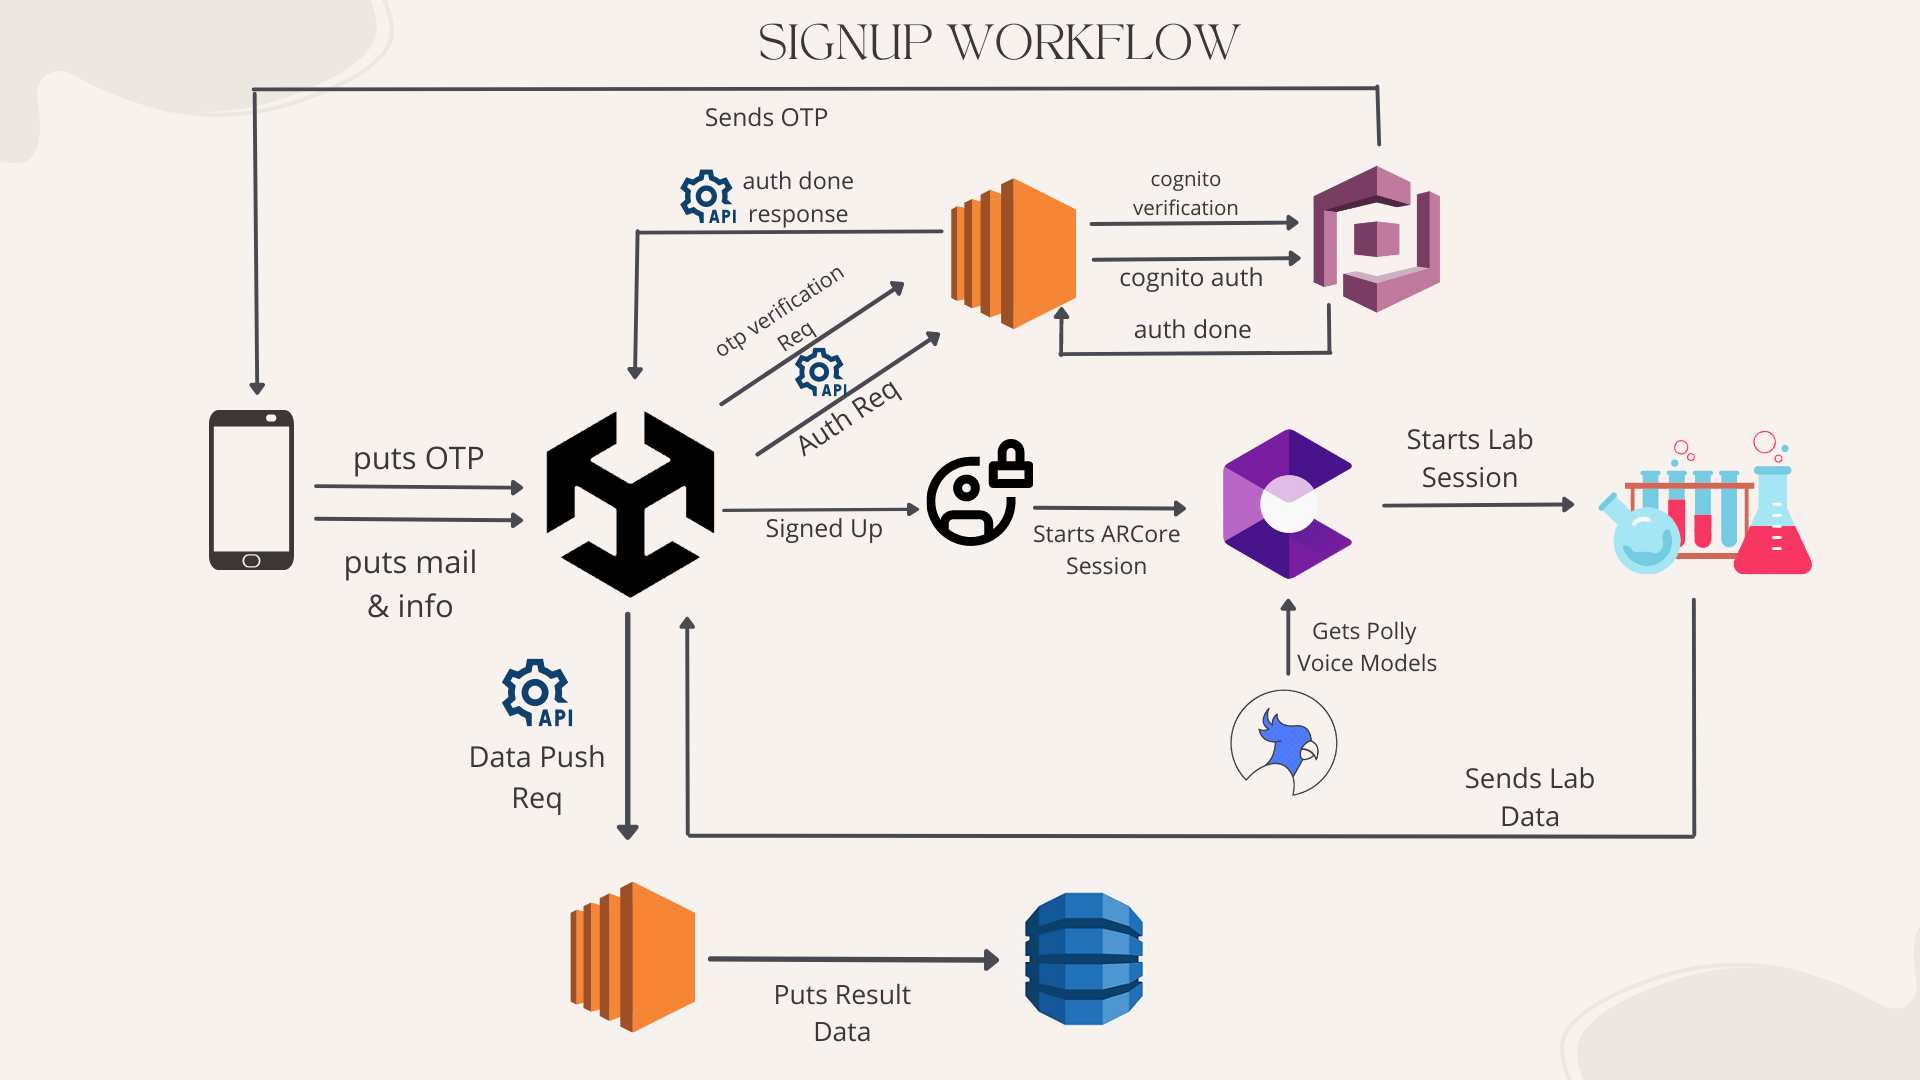 SIGNUP WORKFLOW
Sends OTP
API
auth done
response
cognito
verification
cognito auth
auth done
otp verification
Req
API
Auth Req
puts OTP
puts mail
& info
Signed Up
Starts ARCore
Session
Starts Lab
Session
Gets Polly
Voice Models
API
Data Push
Req
Sends Lab
Data
Puts Result
Data